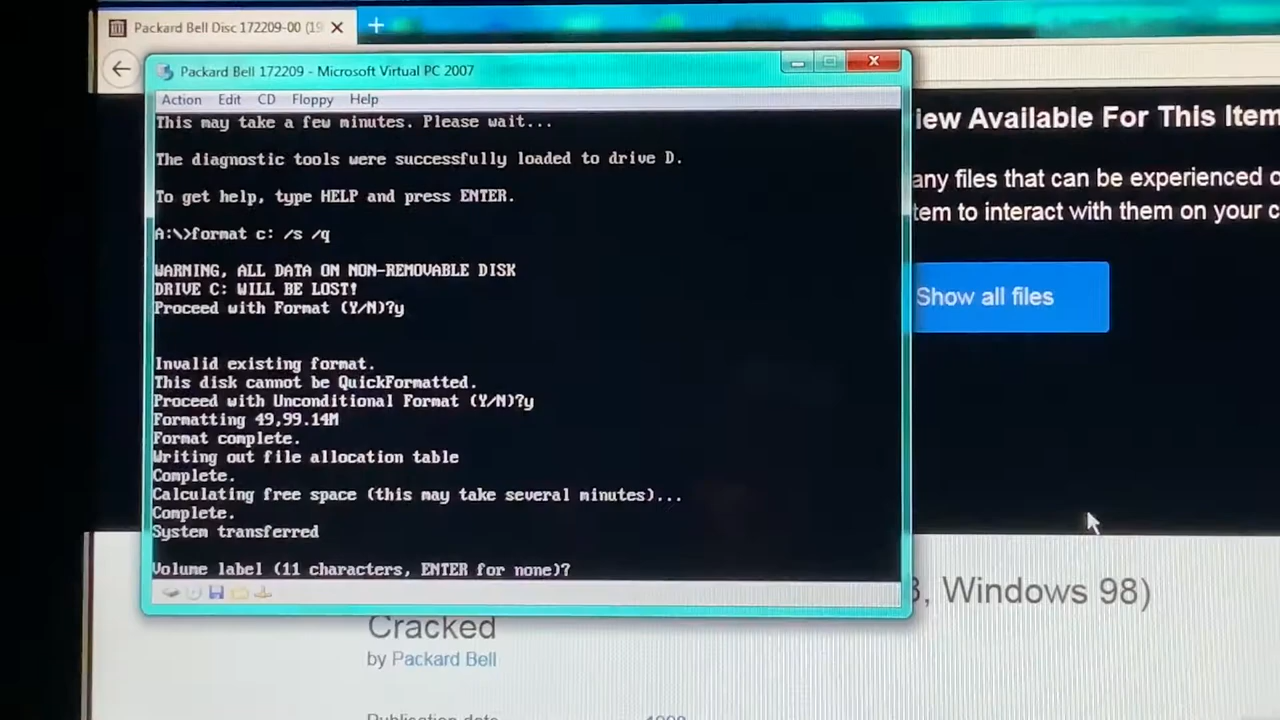 Packard Bell Disc 172209-00 (19
Packard Bell 172209 - Microsoft Virtual PC 2007
Action Edit CD Floppy Help
This may take a few minutes. Please wait...
The diagnostic tools were successfully loaded to drive D.
To get help, type HELP and press ENTER.
A:\>format c: /s /q
WARNING, ALL DATA ON NON-REMOVABLE DISK
DRIVE C: WILL BE LOST!
Proceed with Format (Y/N)?y
Invalid existing format.
This disk cannot be QuickFormatted.
Proceed with Unconditional Format (Y/N)?y
Formatting 49,99.14M
Format complete.
Writing out file allocation table
Complete.
Calculating free space (this may take several minutes)...
Complete.
System transferred
Volume label (11 characters, ENTER for none)?
iew Available For This Item
any files that can be experienced o
tem to interact with them on your c
Show all files
, Windows 98)
Cracked
by Packard Bell
Publication date